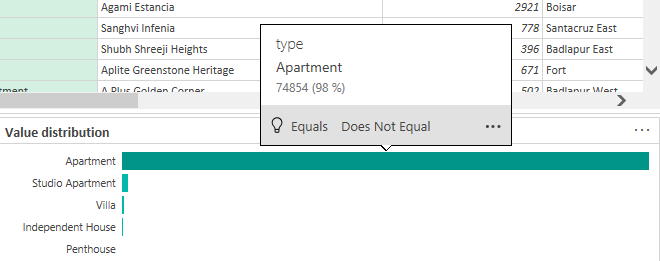 Agami Estancia 2921 Boisar
Sanghvi Infenia 778 Santacruz East
Shubh Shreeji Heights 396 Badlapur East
Aplite Greenstone Heritage 671 Fort
A Plus Golden Corner 502 Badlapur West
type
Apartment
74854 (98 %)
Equals Does Not Equal
Value distribution
Apartment
Studio Apartment
Villa
Independent House
Penthouse